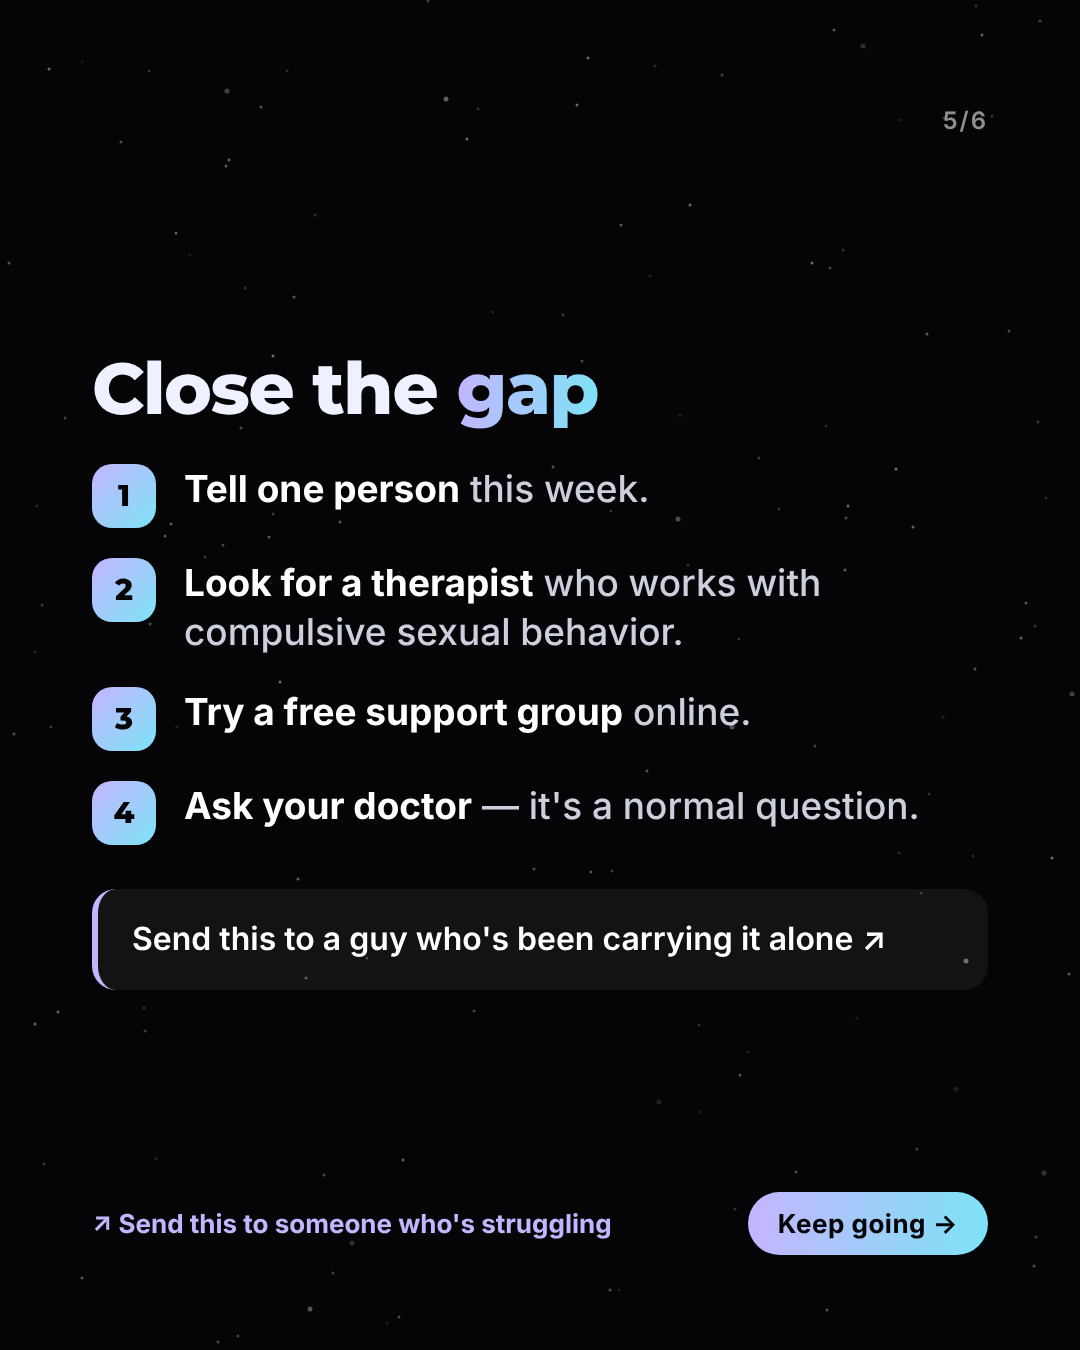 5/6
Close the gap
1 Tell one person this week.
2 Look for a therapist who works with
compulsive sexual behavior.
3 Try a free support group online.
4 Ask your doctor — it's a normal question.
Send this to a guy who's been carrying it alone ↗
↗ Send this to someone who's struggling
Keep going →